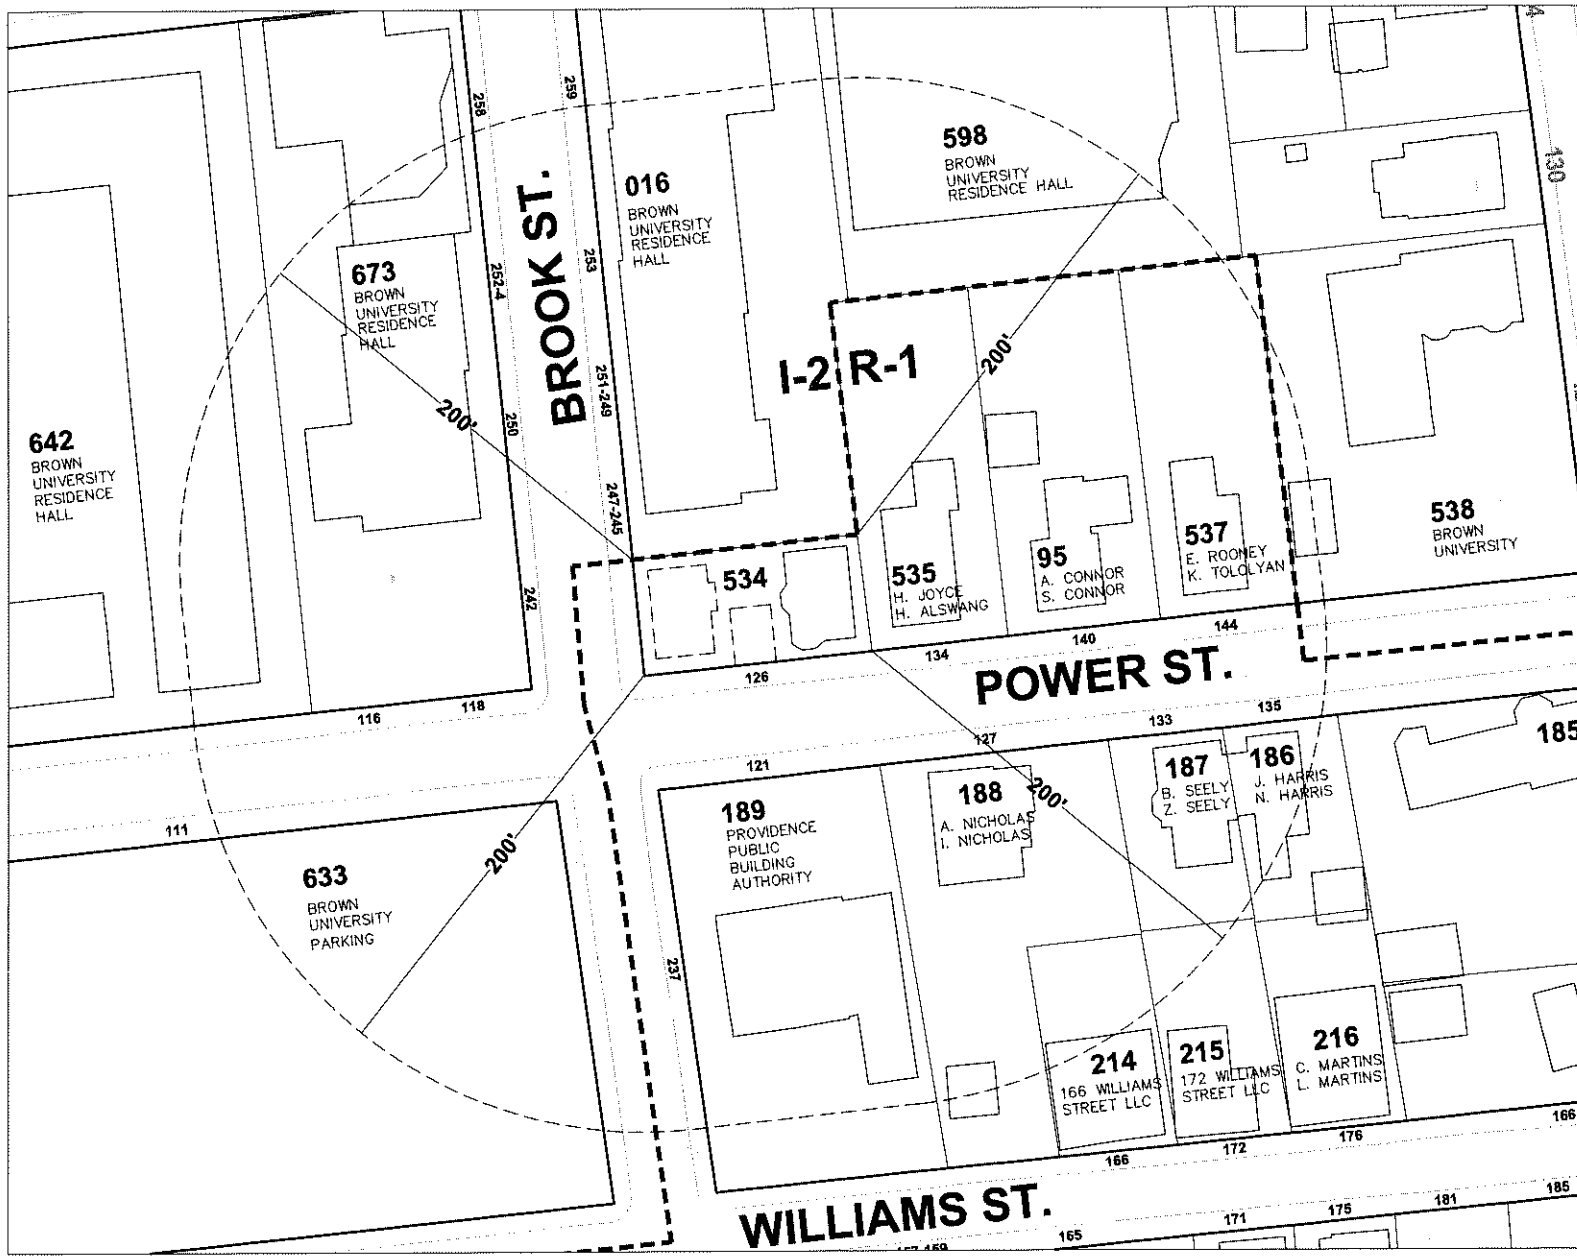 259
258
598
BROWN
UNIVERSITY
RESIDENCE HALL
130
016
BROWN
UNIVERSITY
RESIDENCE
HALL
BROOK ST.
253
252-4
673
BROWN
UNIVERSITY
RESIDENCE
HALL
I-2 R-1
200'
200'
251-249
250
642
BROWN
UNIVERSITY
RESIDENCE
HALL
247-245
242
534
535
H. JOYCE
H. ALSWANG
95
A. CONNOR
S. CONNOR
537
E. ROONEY
K. TOLOLYAN
538
BROWN
UNIVERSITY
116
118
126
134
140
144
POWER ST.
111
121
127
133
135
185
189
PROVIDENCE
PUBLIC
BUILDING
AUTHORITY
188
A. NICHOLAS
I. NICHOLAS
187
B. SEELY
Z. SEELY
186
J. HARRIS
N. HARRIS
200'
200'
633
BROWN
UNIVERSITY
PARKING
237
214
166 WILLIAMS
STREET LLC
215
172 WILLIAMS
STREET LLC
216
C. MARTINS
L. MARTINS
166
172
176
166
WILLIAMS ST.
165
171
175
181
185